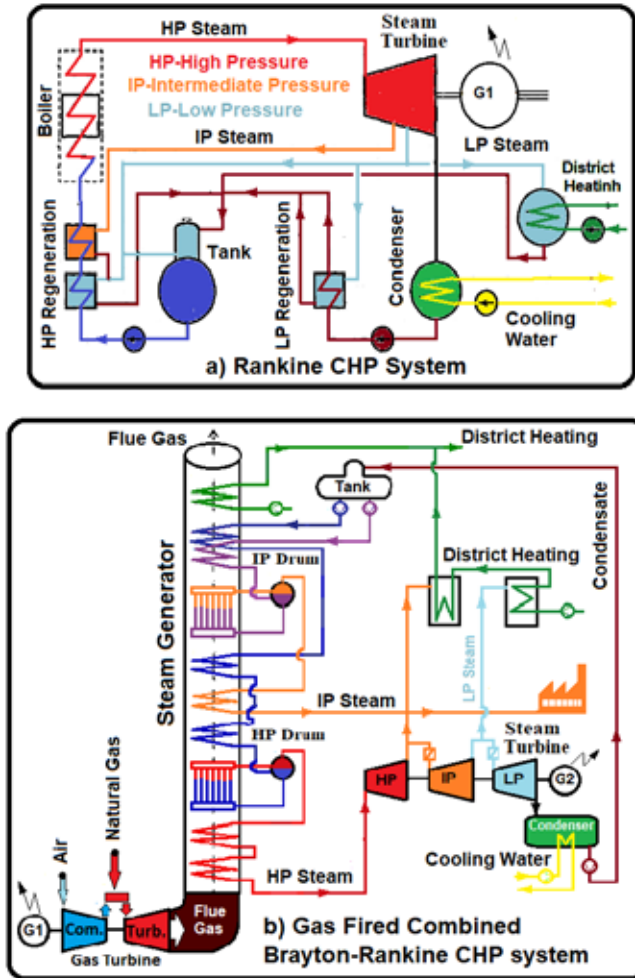 HP Steam
Steam
Turbine
HP-High Pressure
IP-Intermediate Pressure
LP-Low Pressure
Boiler
G1
IP Steam
LP Steam
District
Heatinh
HP Regeneration
Tank
LP Regeneration
Condenser
Cooling
Water
a) Rankine CHP System
Flue Gas
District Heating
Tank
IP Drum
District Heating
Condensate
Steam Generator
LP Steam
IP Steam
HP Drum
Steam
Turbine
HP
IP
LP
G2
Natural Gas
Air
Condenser
HP Steam
Cooling Water
G1
Com.
Turb.
Flue
Gas
Gas Turbine
b) Gas Fired Combined
Brayton-Rankine CHP system